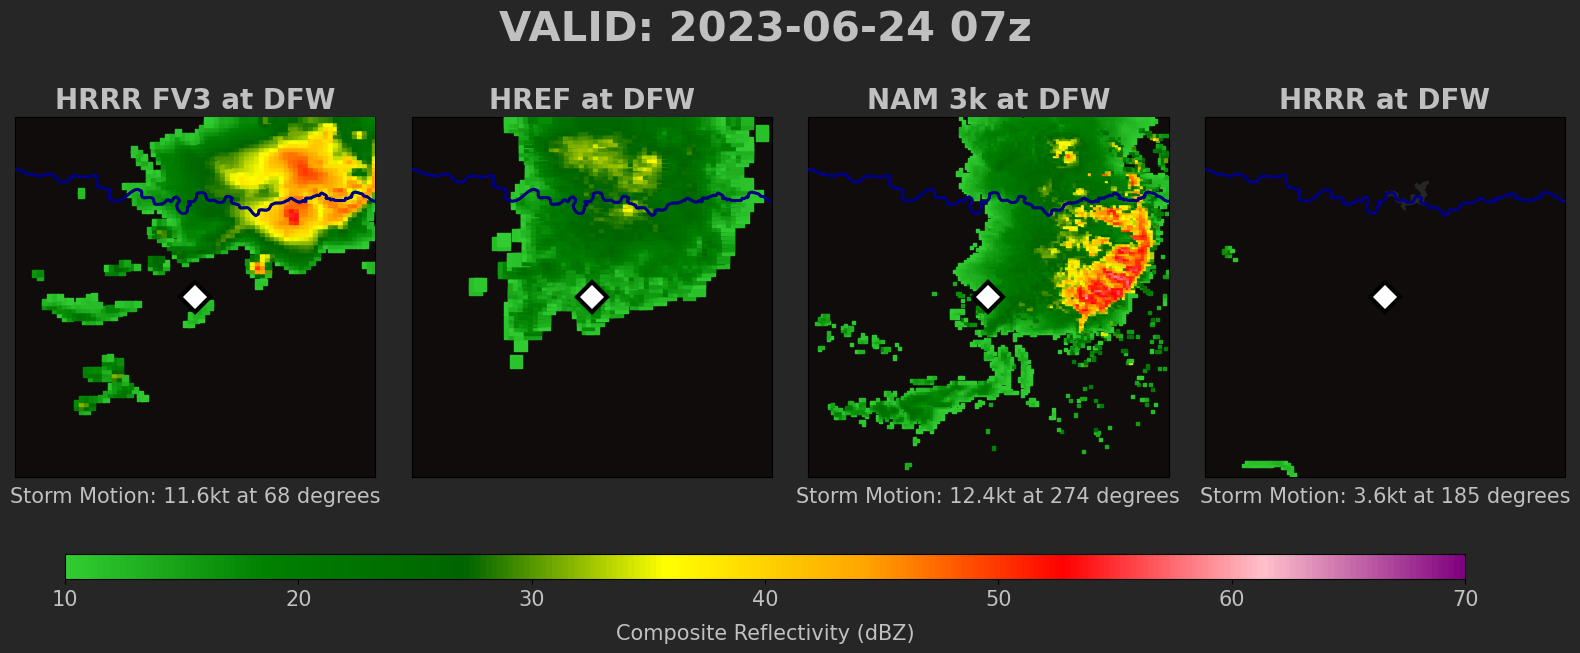 VALID: 2023-06-24 07z
HRRR FV3 at DFW
HREF at DFW
NAM 3k at DFW
HRRR at DFW
Storm Motion: 11.6kt at 68 degrees
Storm Motion: 12.4kt at 274 degrees
Storm Motion: 3.6kt at 185 degrees
10 20 30 40 50 60 70
Composite Reflectivity (dBZ)